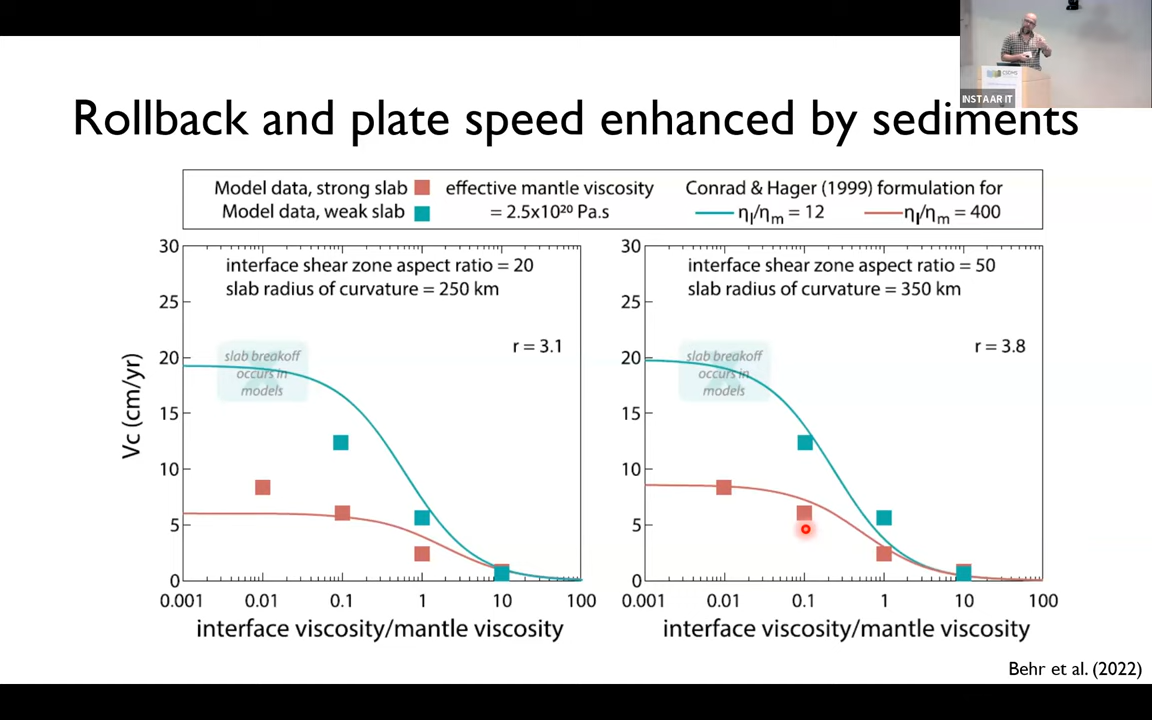 INSTAAR IT
Rollback and plate speed enhanced by sediments
Model data, strong slab
Model data, weak slab
effective mantle viscosity
= 2.5x10²⁰ Pa.s
Conrad & Hager (1999) formulation for
ηl/ηm = 12
ηl/ηm = 400
Vc (cm/yr)
30
25
20
15
10
5
0
interface shear zone aspect ratio = 20
slab radius of curvature = 250 km
r = 3.1
slab breakoff
occurs in
models
0.001 0.01 0.1 1 10 100
interface viscosity/mantle viscosity
30
25
20
15
10
5
0
interface shear zone aspect ratio = 50
slab radius of curvature = 350 km
r = 3.8
slab breakoff
occurs in
models
0.001 0.01 0.1 1 10 100
interface viscosity/mantle viscosity
Behr et al. (2022)